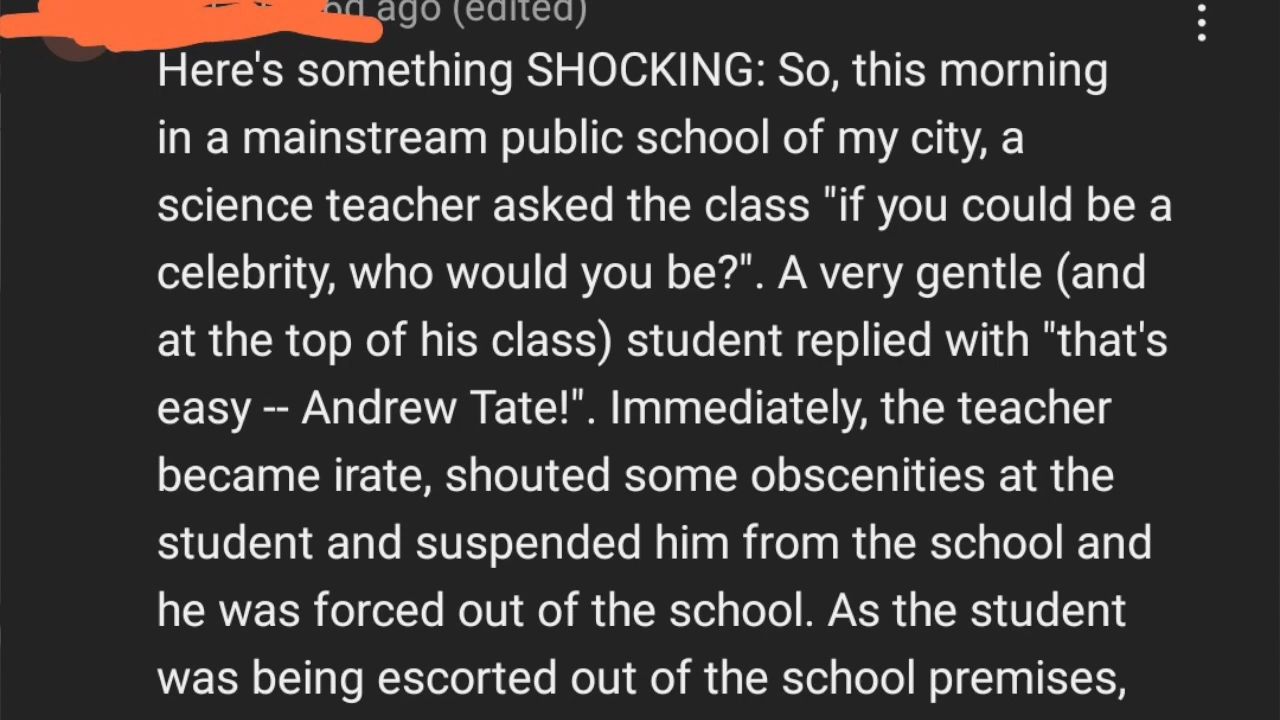 ago (edited)
Here's something SHOCKING: So, this morning
in a mainstream public school of my city, a
science teacher asked the class "if you could be a
celebrity, who would you be?". A very gentle (and
at the top of his class) student replied with "that's
easy -- Andrew Tate!". Immediately, the teacher
became irate, shouted some obscenities at the
student and suspended him from the school and
he was forced out of the school. As the student
was being escorted out of the school premises,